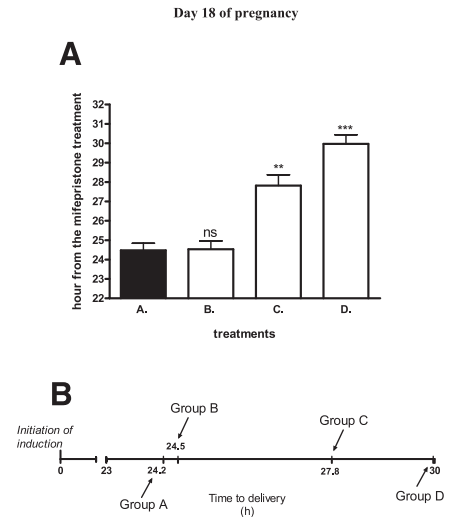 Day 18 of pregnancy
A
hour from the mifepristone treatment
32
31
30
29
28
27
26
25
24
23
22
ns
**
***
A.
B.
C.
D.
treatments
B
Group B
Initiation of
induction
24.5
Group C
0
23
24.2
27.8
30
Group A
Time to delivery
(h)
Group D